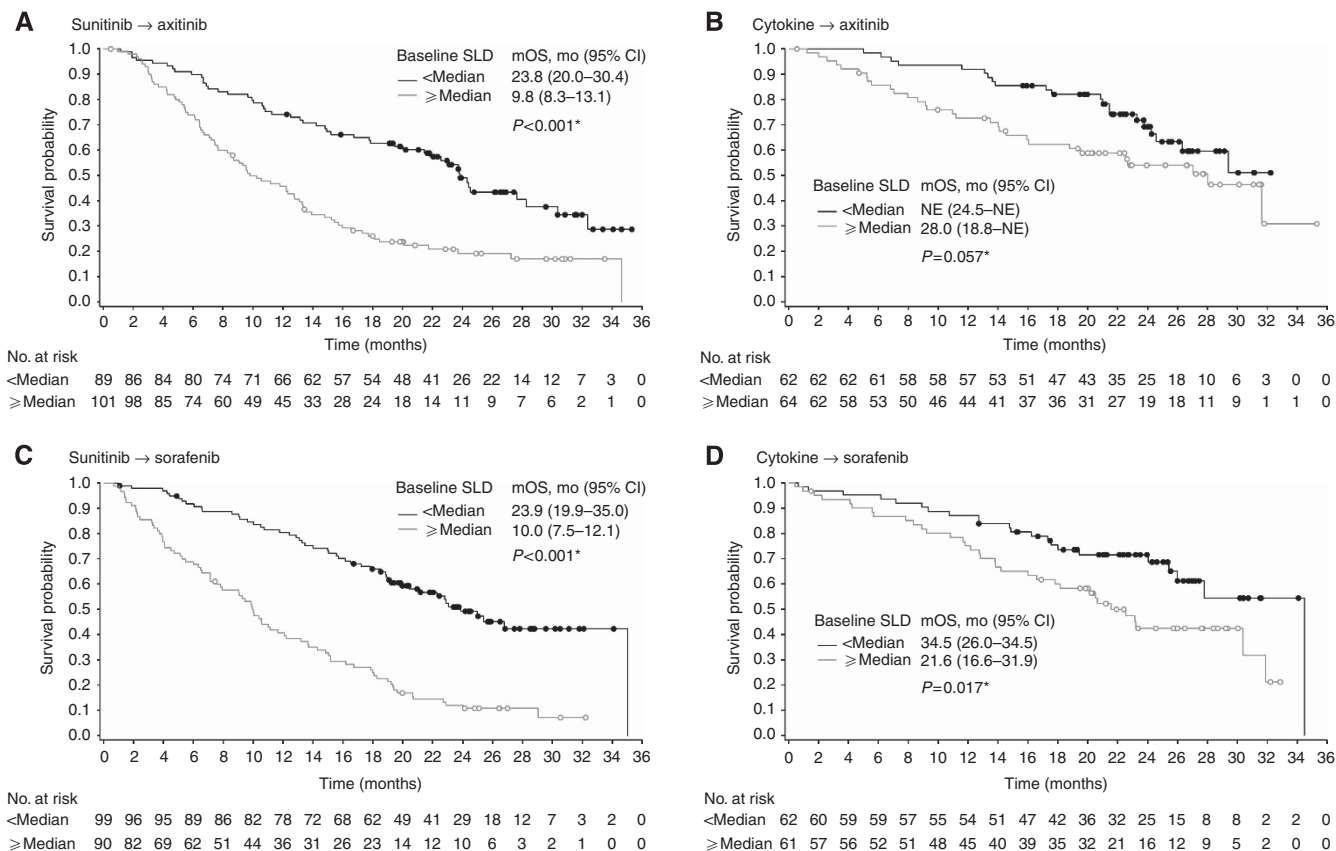 A
Sunitinib → axitinib
Baseline SLD mOS, mo (95% CI)
<Median 23.8 (20.0–30.4)
⩾Median 9.8 (8.3–13.1)
P<0.001*
Survival probability
1.0
0.9
0.8
0.7
0.6
0.5
0.4
0.3
0.2
0.1
0.0
0 2 4 6 8 10 12 14 16 18 20 22 24 26 28 30 32 34 36
Time (months)
No. at risk
<Median 89 86 84 80 74 71 66 62 57 54 48 41 26 22 14 12 7 3 0
⩾Median 101 98 85 74 60 49 45 33 28 24 18 14 11 9 7 6 2 1 0
B
Cytokine → axitinib
Survival probability
1.0
0.9
0.8
0.7
0.6
0.5
0.4
0.3
0.2
0.1
0.0
Baseline SLD mOS, mo (95% CI)
<Median NE (24.5–NE)
⩾Median 28.0 (18.8–NE)
P=0.057*
0 2 4 6 8 10 12 14 16 18 20 22 24 26 28 30 32 34 36
Time (months)
No. at risk
<Median 62 62 62 61 58 58 57 53 51 47 43 35 25 18 10 6 3 0 0
⩾Median 64 62 58 53 50 46 44 41 37 36 31 27 19 18 11 9 1 1 0
C
Sunitinib → sorafenib
Baseline SLD mOS, mo (95% CI)
<Median 23.9 (19.9–35.0)
⩾Median 10.0 (7.5–12.1)
P<0.001*
Survival probability
1.0
0.9
0.8
0.7
0.6
0.5
0.4
0.3
0.2
0.1
0.0
0 2 4 6 8 10 12 14 16 18 20 22 24 26 28 30 32 34 36
Time (months)
No. at risk
<Median 99 96 95 89 86 82 78 72 68 62 49 41 29 18 12 7 3 2 0
⩾Median 90 82 69 62 51 44 36 31 26 23 14 12 10 6 3 2 1 0 0
D
Cytokine → sorafenib
Survival probability
1.0
0.9
0.8
0.7
0.6
0.5
0.4
0.3
0.2
0.1
0.0
Baseline SLD mOS, mo (95% CI)
<Median 34.5 (26.0–34.5)
⩾Median 21.6 (16.6–31.9)
P=0.017*
0 2 4 6 8 10 12 14 16 18 20 22 24 26 28 30 32 34 36
Time (months)
No. at risk
<Median 62 60 59 59 57 55 54 51 47 42 36 32 25 15 8 8 2 2 0
⩾Median 61 57 56 52 51 48 45 40 39 35 32 21 16 12 9 5 2 0 0